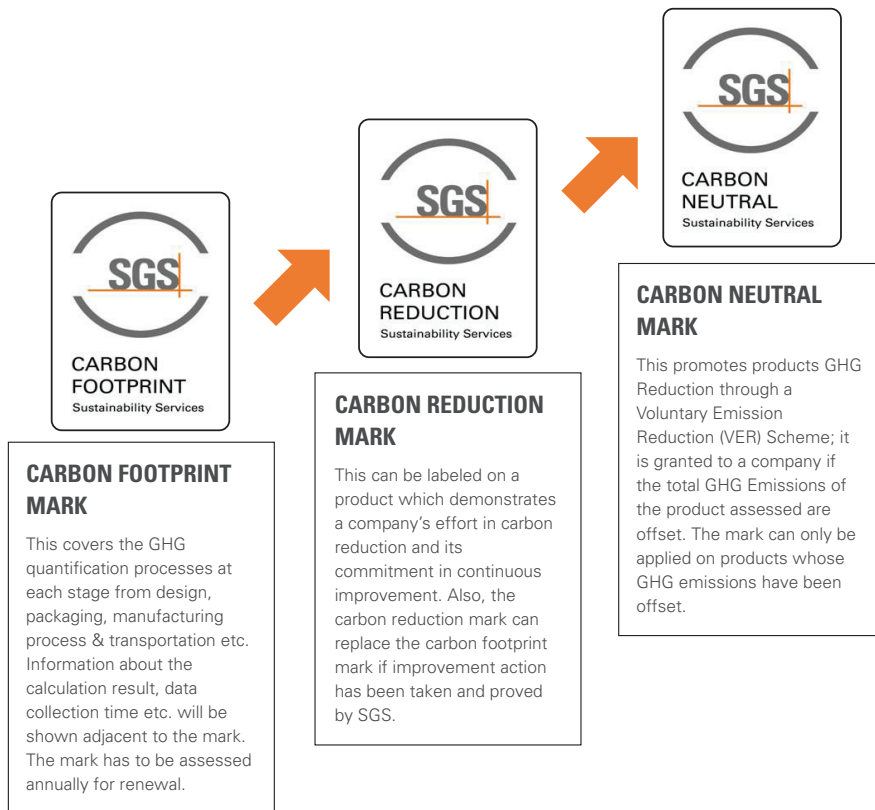 SGS
CARBON
FOOTPRINT
Sustainability Services
CARBON FOOTPRINT
MARK
This covers the GHG
quantification processes at
each stage from design,
packaging, manufacturing
process & transportation etc.
Information about the
calculation result, data
collection time etc. will be
shown adjacent to the mark.
The mark has to be assessed
annually for renewal.
SGS
CARBON
REDUCTION
Sustainability Services
CARBON REDUCTION
MARK
This can be labeled on a
product which demonstrates
a company’s effort in carbon
reduction and its
commitment in continuous
improvement. Also, the
carbon reduction mark can
replace the carbon footprint
mark if improvement action
has been taken and proved
by SGS.
SGS
CARBON
NEUTRAL
Sustainability Services
CARBON NEUTRAL
MARK
This promotes products GHG
Reduction through a
Voluntary Emission
Reduction (VER) Scheme; it
is granted to a company if
the total GHG Emissions of
the product assessed are
offset. The mark can only be
applied on products whose
GHG emissions have been
offset.